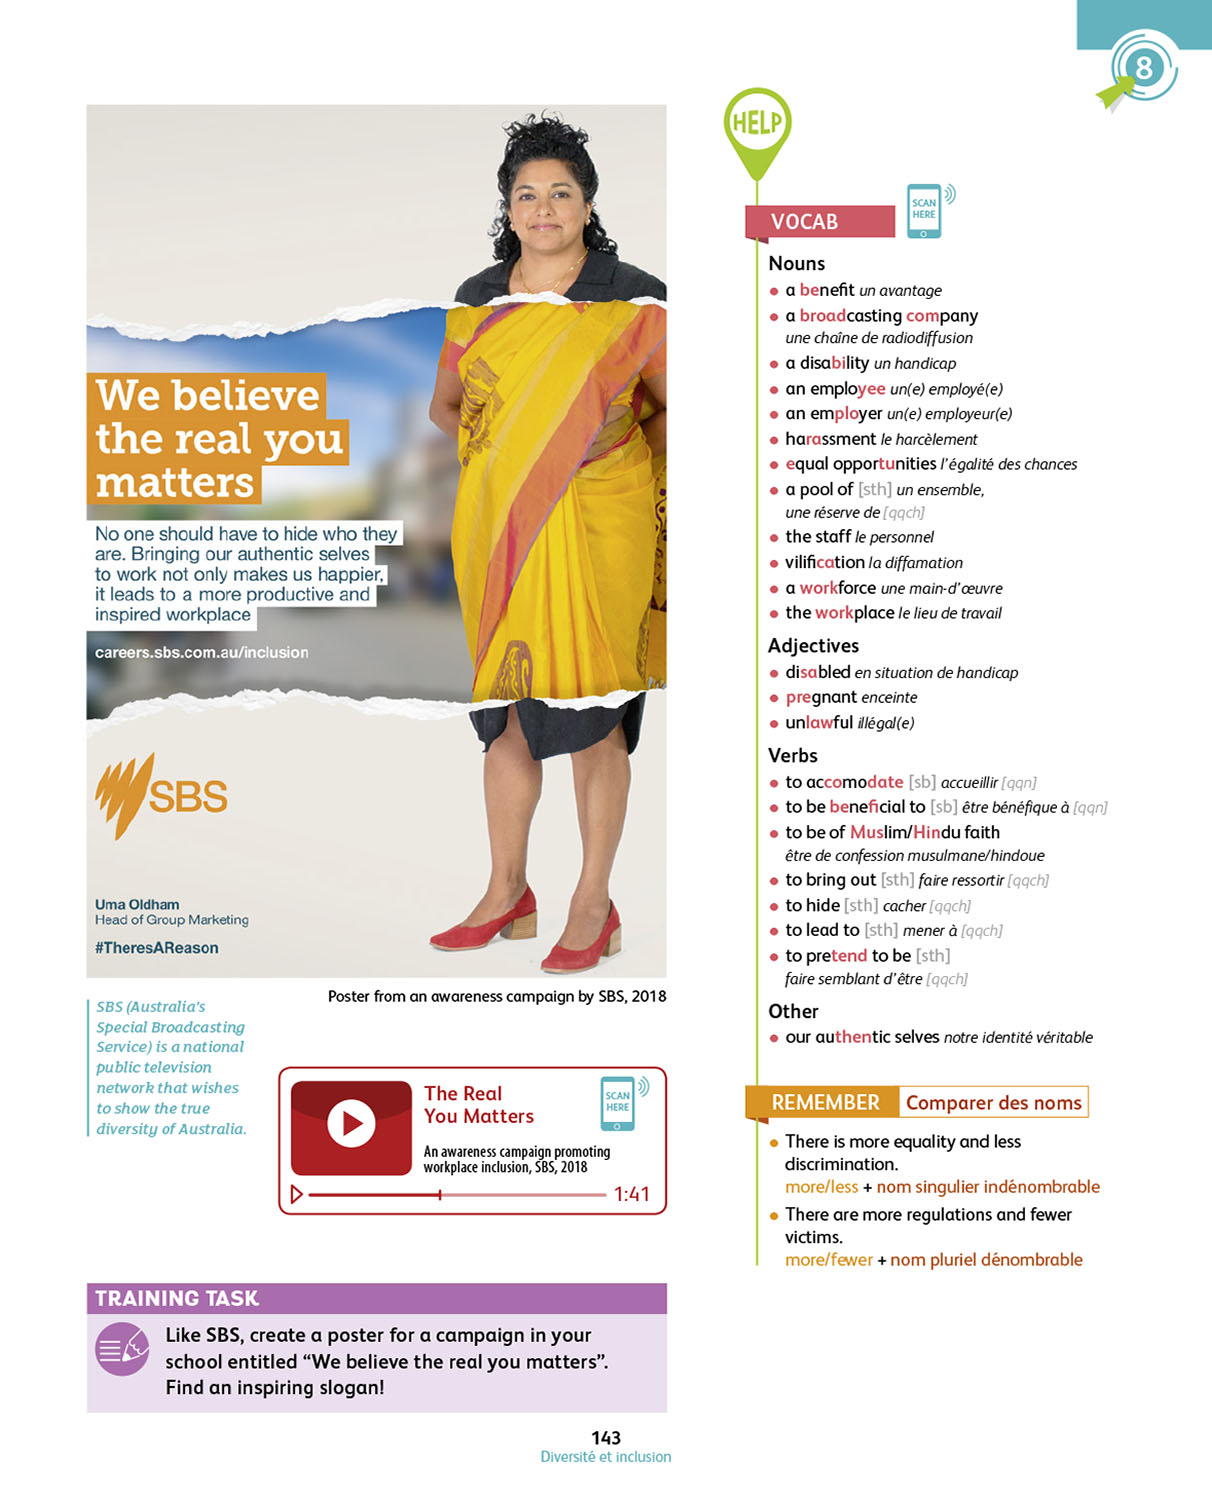 8
We believe
the real you
matters
No one should have to hide who they
are. Bringing our authentic selves
to work not only makes us happier,
it leads to a more productive and
inspired workplace
careers.sbs.com.au/inclusion
SBS
Uma Oldham
Head of Group Marketing
#TheresAReason
Poster from an awareness campaign by SBS, 2018
SBS (Australia's
Special Broadcasting
Service) is a national
public television
network that wishes
to show the true
diversity of Australia.
The Real
You Matters
SCAN
HERE
An awareness campaign promoting
workplace inclusion, SBS, 2018
1:41
TRAINING TASK
Like SBS, create a poster for a campaign in your
school entitled “We believe the real you matters”.
Find an inspiring slogan!
HELP
VOCAB
SCAN
HERE
Nouns
• a benefit un avantage
• a broadcasting company
une chaîne de radiodiffusion
• a disability un handicap
• an employee un(e) employé(e)
• an employer un(e) employeur(e)
• harassment le harcèlement
• equal opportunities l'égalité des chances
• a pool of [sth] un ensemble,
une réserve de [qqch]
• the staff le personnel
• vilification la diffamation
• a workforce une main-d'œuvre
• the workplace le lieu de travail
Adjectives
• disabled en situation de handicap
• pregnant enceinte
• unlawful illégal(e)
Verbs
• to accomodate [sb] accueillir [qqn]
• to be beneficial to [sb] être bénéfique à [qqn]
• to be of Muslim/Hindu faith
être de confession musulmane/hindoue
• to bring out [sth] faire ressortir [qqch]
• to hide [sth] cacher [qqch]
• to lead to [sth] mener à [qqch]
• to pretend to be [sth]
faire semblant d'être [qqch]
Other
• our authentic selves notre identité véritable
REMEMBER Comparer des noms
• There is more equality and less
discrimination.
more/less + nom singulier indénombrable
• There are more regulations and fewer
victims.
more/fewer + nom pluriel dénombrable
143
Diversité et inclusion